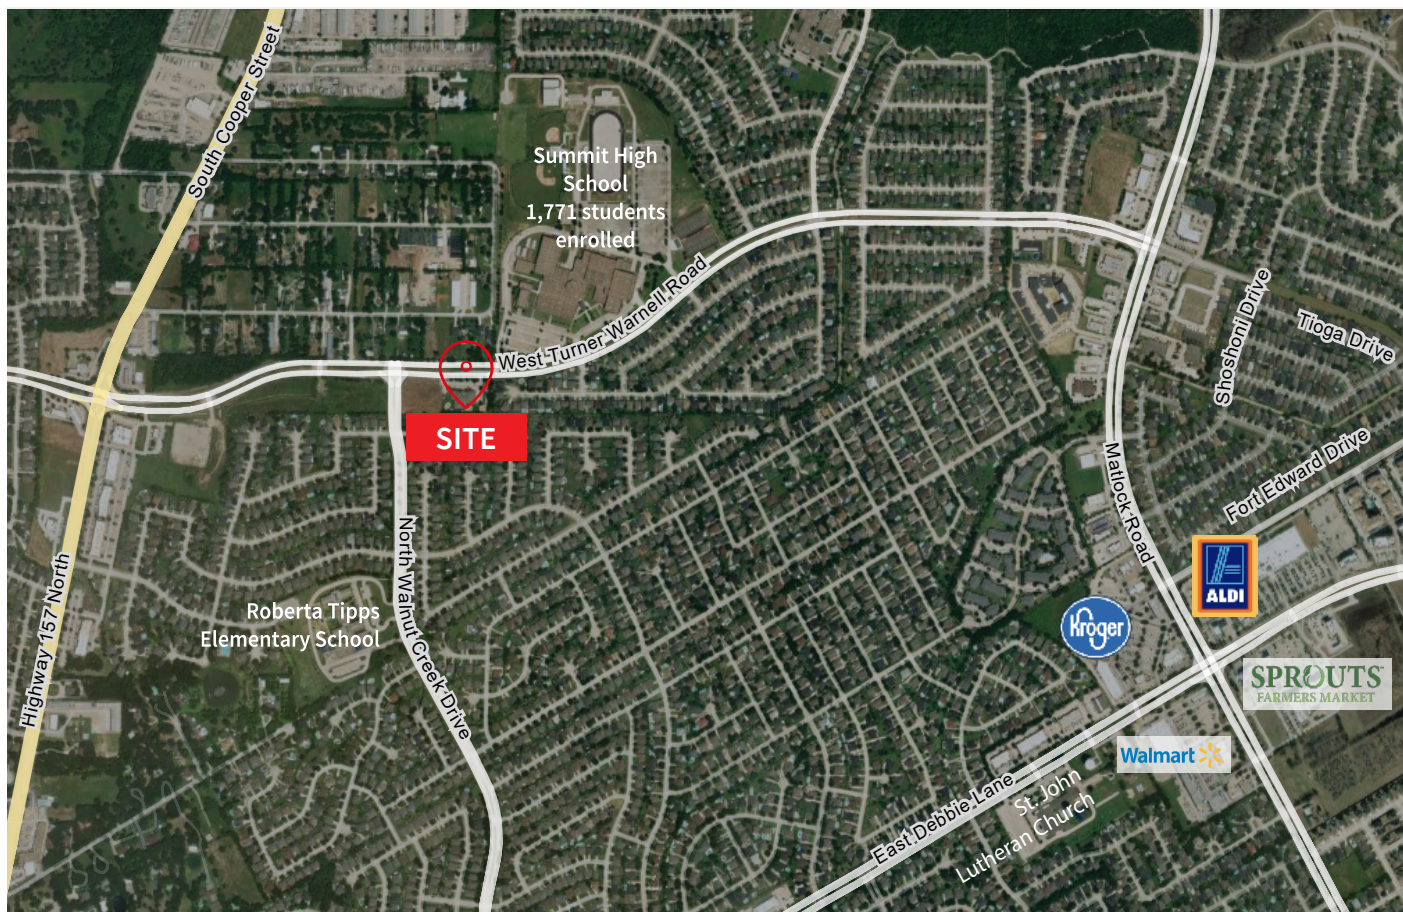 South Cooper Street
Summit High
School
1,771 students
enrolled
West Turner Warnell Road
SITE
Shoshoni Drive
Tioga Drive
Fort Edward Drive
Matlock Road
ALDI
Kroger
North Walnut Creek Drive
Roberta Tipps
Elementary School
Highway 157 North
SPROUTS
FARMERS MARKET
Walmart
East Debbie Lane
St. John
Lutheran Church